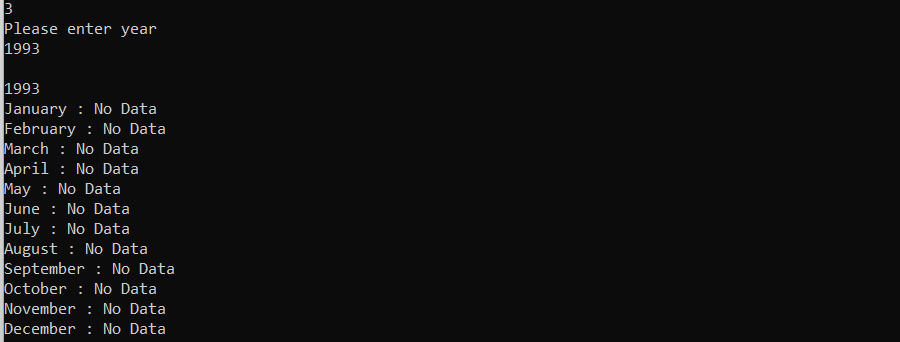 3
Please enter year
1993

1993
January : No Data
February : No Data
March : No Data
April : No Data
May : No Data
June : No Data
July : No Data
August : No Data
September : No Data
October : No Data
November : No Data
December : No Data